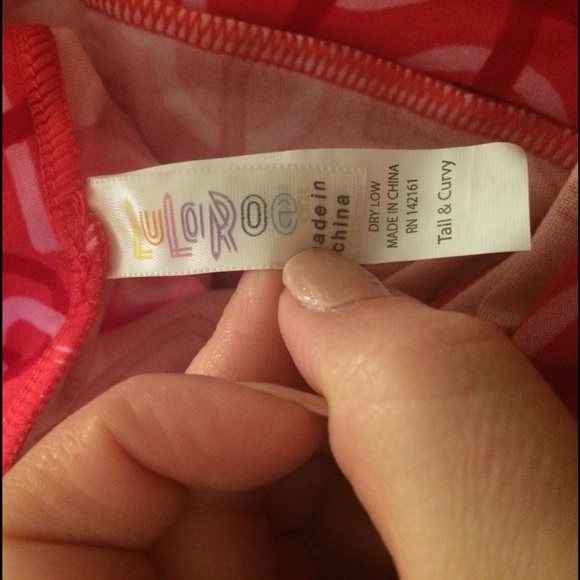 LuLaRoe
Made in
China
DRY LOW
MADE IN CHINA
RN 142161
Tall & Curvy